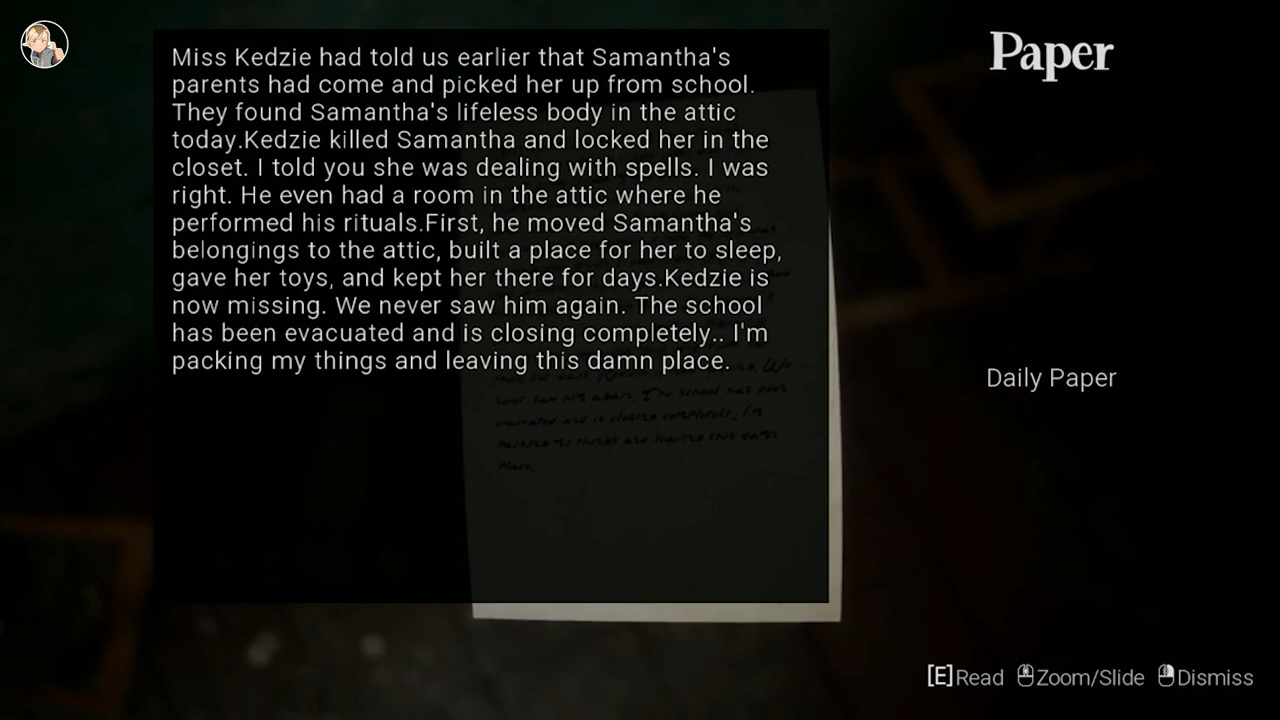 Miss Kedzie had told us earlier that Samantha's
parents had come and picked her up from school.
They found Samantha's lifeless body in the attic
today.Kedzie killed Samantha and locked her in the
closet. I told you she was dealing with spells. I was
right. He even had a room in the attic where he
performed his rituals.First, he moved Samantha's
belongings to the attic, built a place for her to sleep,
gave her toys, and kept her there for days.Kedzie is
now missing. We never saw him again. The school
has been evacuated and is closing completely.. I'm
packing my things and leaving this damn place.
Paper
Daily Paper
[E]Read Zoom/Slide Dismiss